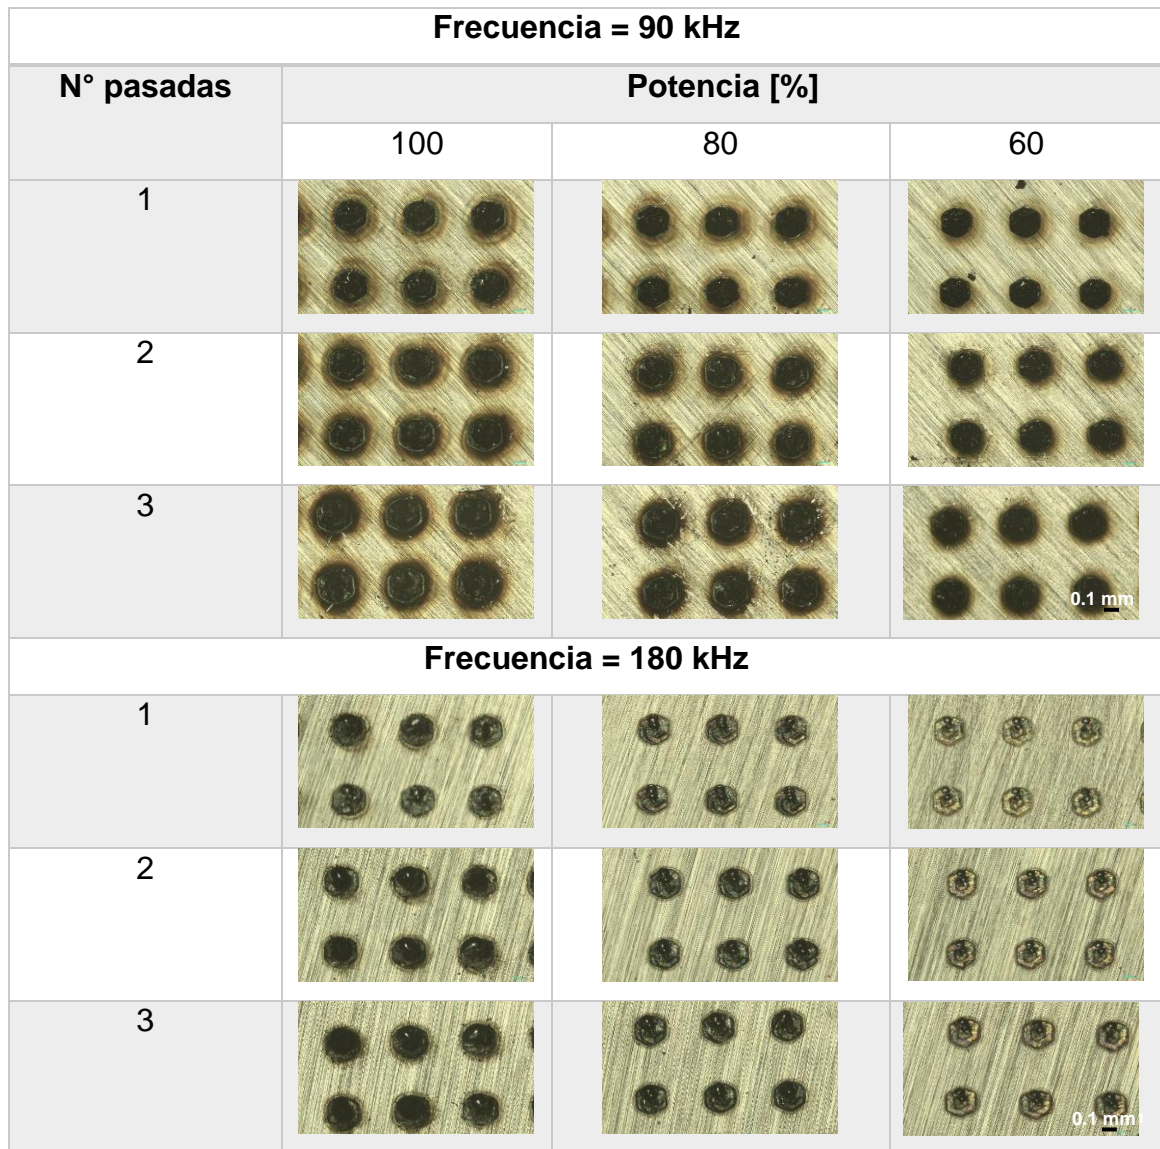 Frecuencia = 90 kHz
N° pasadas
Potencia [%]
100
80
60
1
2
3
0.1 mm
Frecuencia = 180 kHz
1
2
3
0.1 mm